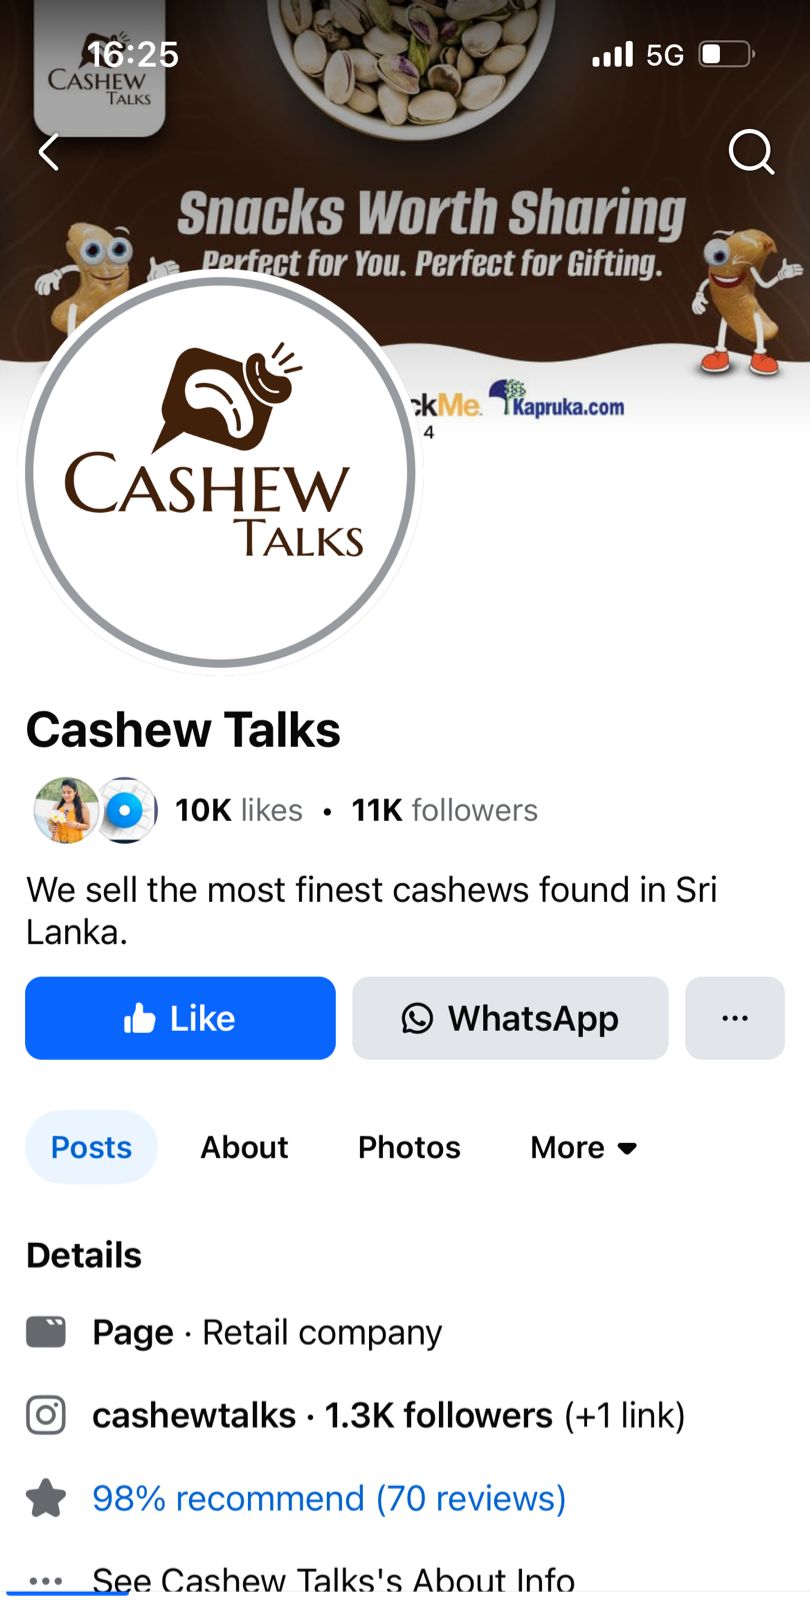 16:25
5G
CASHEW
TALKS
Snacks Worth Sharing
Perfect for You. Perfect for Gifting.
ckMe
Kapruka.com
4
CASHEW
TALKS
Cashew Talks
10K likes • 11K followers
We sell the most finest cashews found in Sri
Lanka.
Like
WhatsApp
Posts
About
Photos
More
Details
Page · Retail company
cashewtalks · 1.3K followers (+1 link)
98% recommend (70 reviews)
See Cashew Talks's About Info